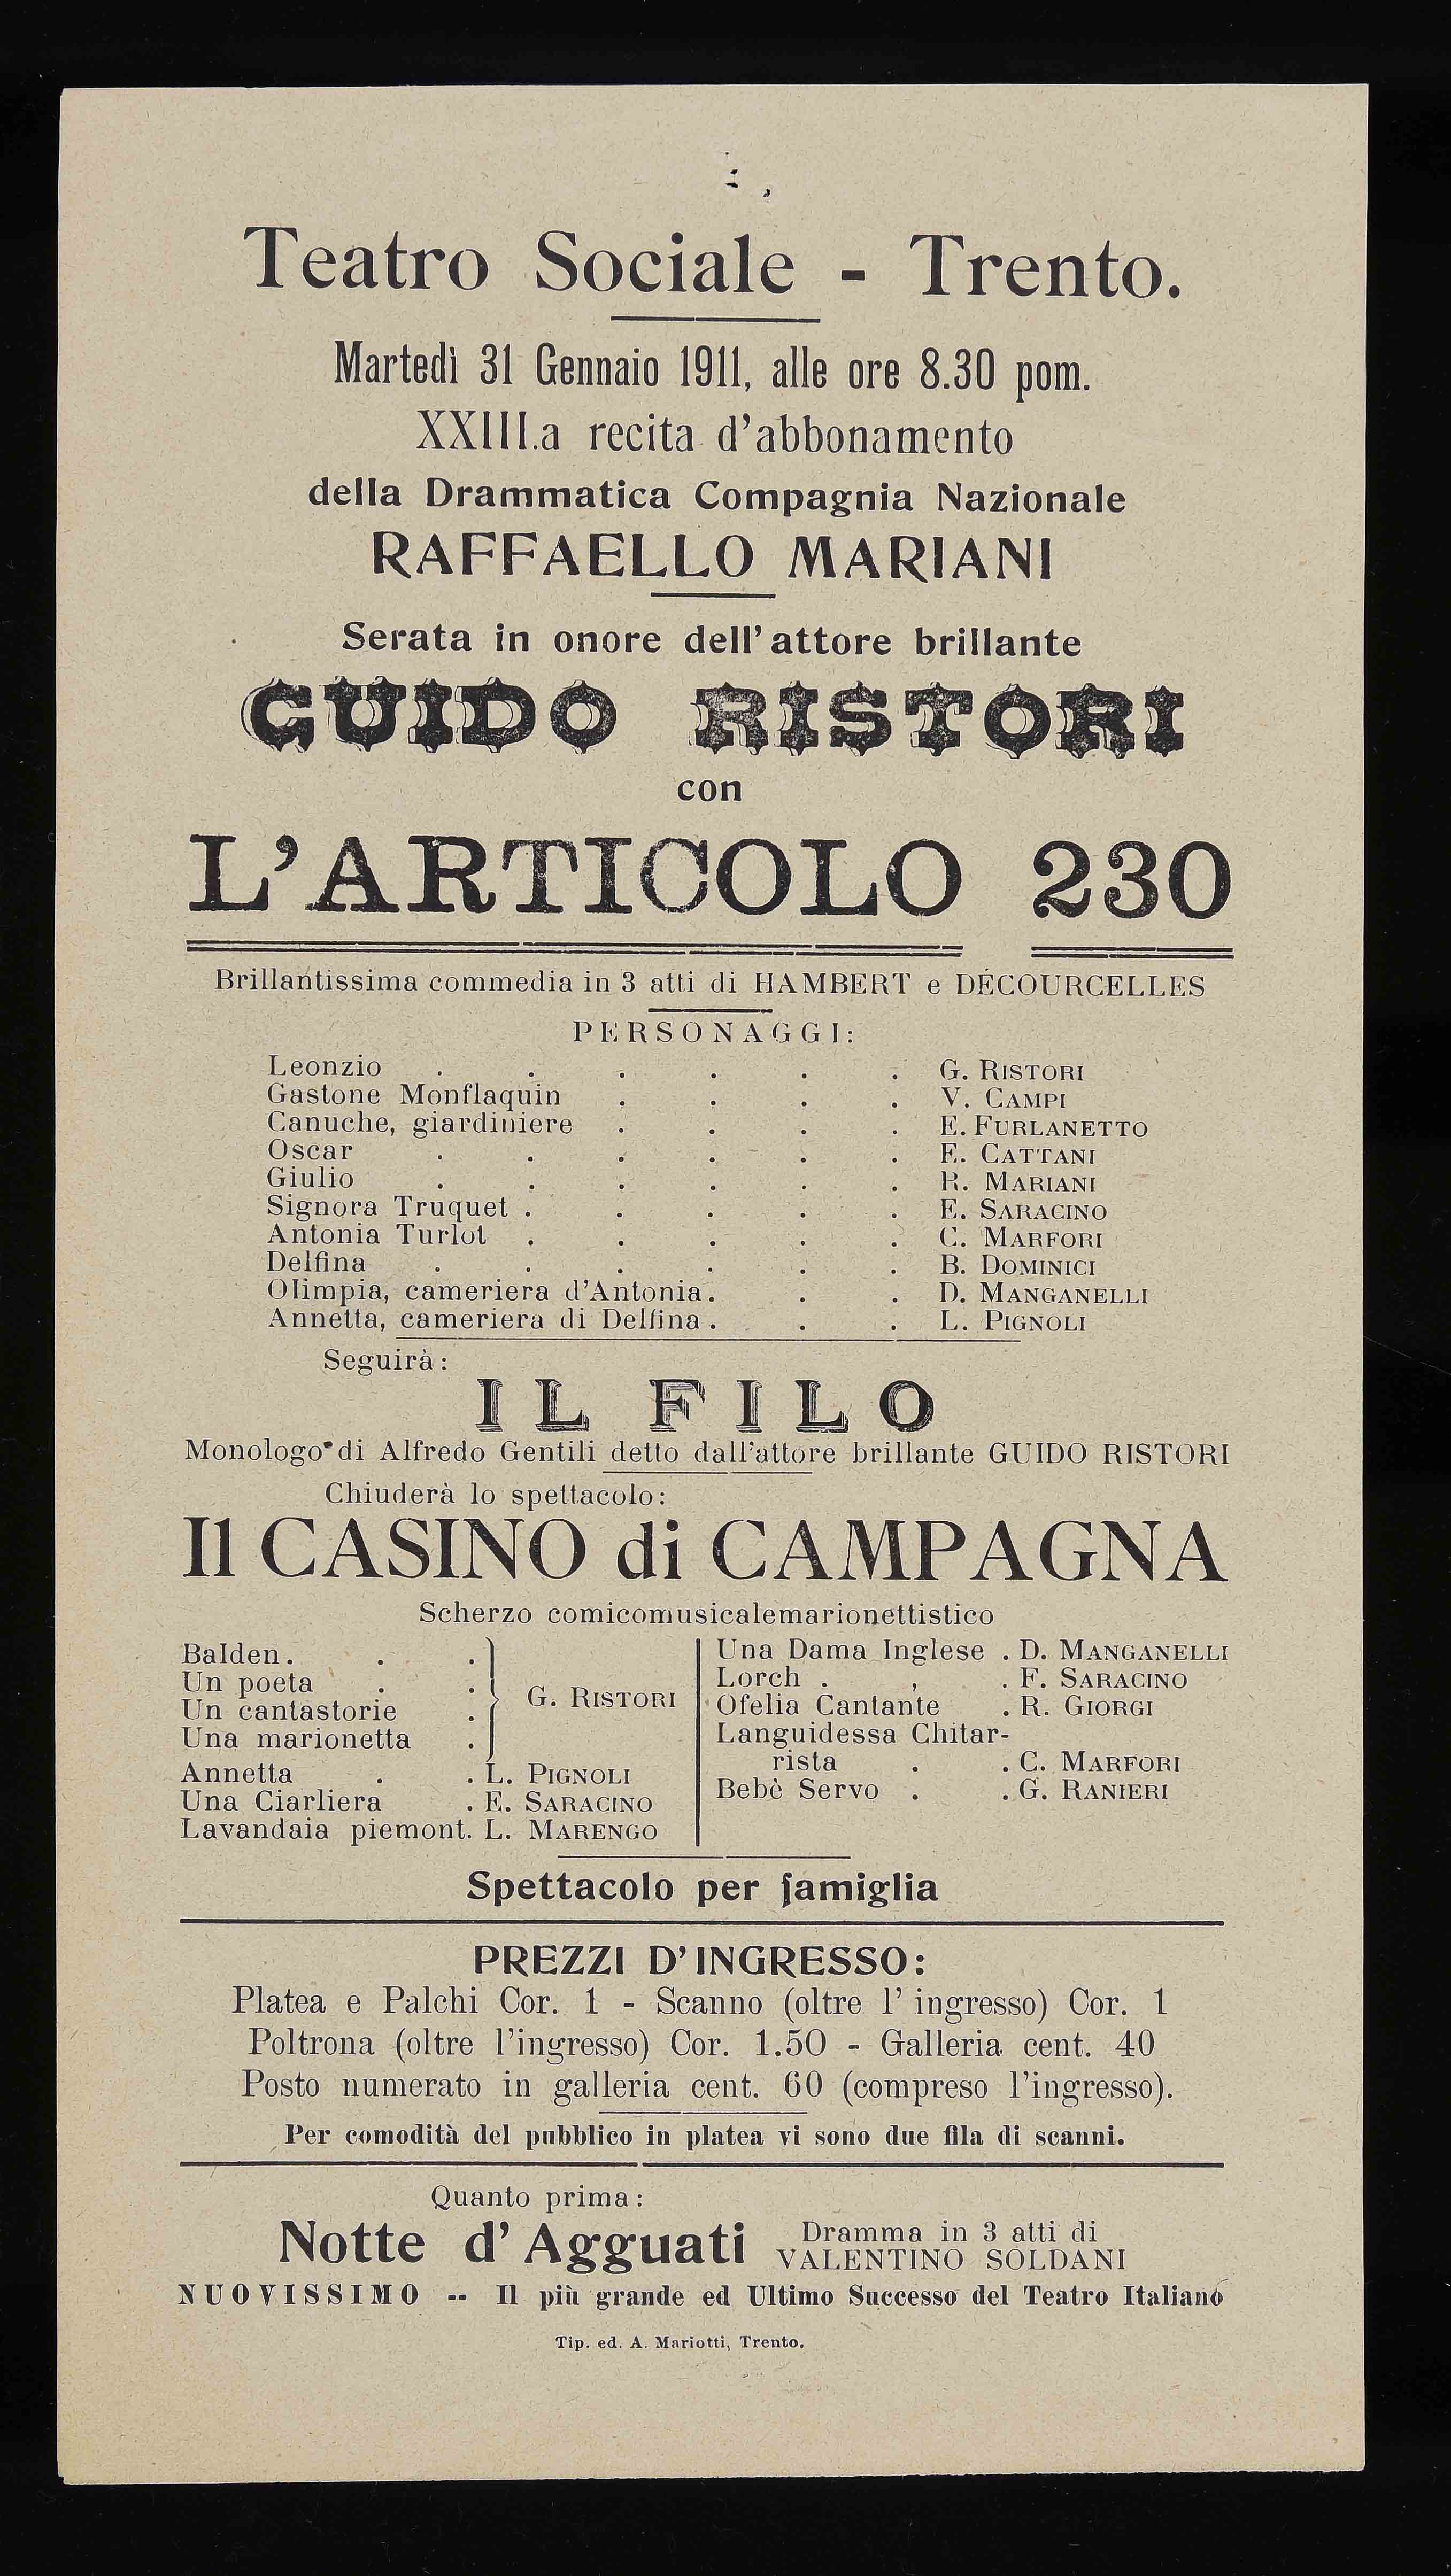 Teatro Sociale - Trento.
Martedì 31 Gennaio 1911, alle ore 8.30 pom.
XXIII.a recita d'abbonamento
della Drammatica Compagnia Nazionale
RAFFAELLO MARIANI
Serata in onore dell'attore brillante
GUIDO RISTORI
con
L'ARTICOLO 230
Brillantissima commedia in 3 atti di HAMBERT e DÉCOURCELLES
PERSONAGGI:
Leonzio . . . . . . G. RISTORI
Gastone Monflaquin . . . . V. CAMPI
Canuche, giardiniere . . . . E. FURLANETTO
Oscar . . . . . . E. CATTANI
Giulio . . . . . . R. MARIANI
Signora Truquet . . . . . E. SARACINO
Antonia Turlot . . . . . C. MARFORI
Delfina . . . . . . B. DOMINICI
Olimpia, cameriera d'Antonia . . . D. MANGANELLI
Annetta, cameriera di Delfina . . . L. PIGNOLI
Seguirà:
IL FILO
Monologo di Alfredo Gentili detto dall'attore brillante GUIDO RISTORI
Chiuderà lo spettacolo:
Il CASINO di CAMPAGNA
Scherzo comicomusicalemarionettistico
Balden . . .
Un poeta . .
Un cantastorie .
Una marionetta .
G. RISTORI
Annetta . . L. PIGNOLI
Una Ciarliera . E. SARACINO
Lavandaia piemont. L. MARENGO
Una Dama Inglese . D. MANGANELLI
Lorch . , . F. SARACINO
Ofelia Cantante . R. GIORGI
Languidessa Chitar-
rista . . C. MARFORI
Bebè Servo . . G. RANIERI
Spettacolo per famiglia
PREZZI D'INGRESSO:
Platea e Palchi Cor. 1 - Scanno (oltre l'ingresso) Cor. 1
Poltrona (oltre l'ingresso) Cor. 1.50 - Galleria cent. 40
Posto numerato in galleria cent. 60 (compreso l'ingresso).
Per comodità del pubblico in platea vi sono due fila di scanni.
Quanto prima:
Notte d'Agguati Dramma in 3 atti di
VALENTINO SOLDANI
NUOVISSIMO -- Il più grande ed Ultimo Successo del Teatro Italiano
Tip. ed. A. Mariotti, Trento.